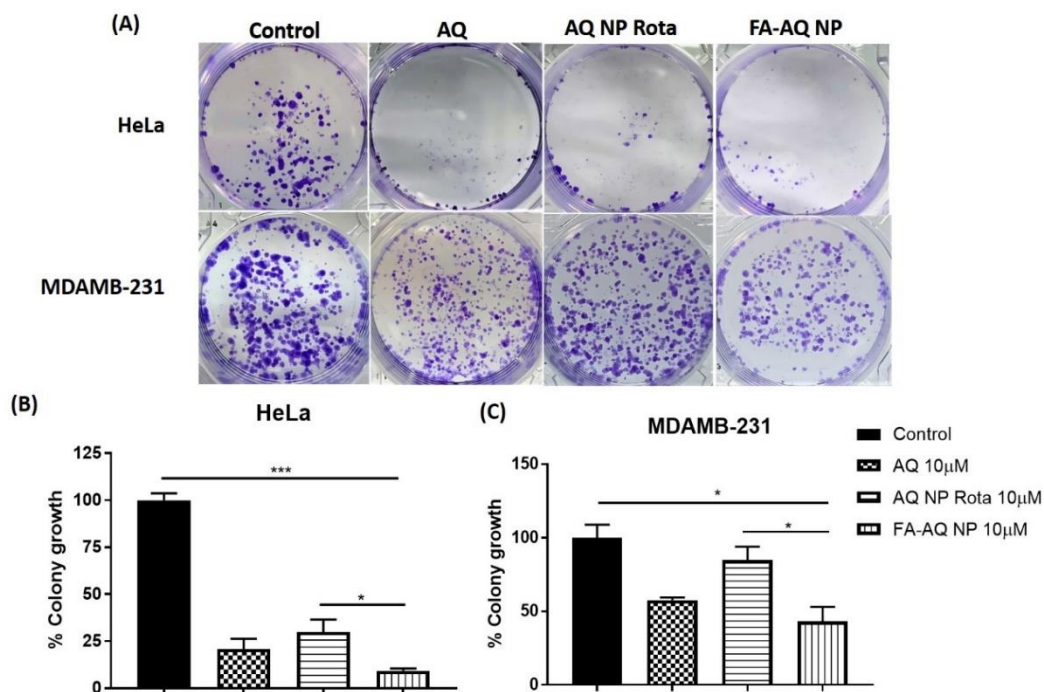 (A)
Control AQ AQ NP Rota FA-AQ NP
HeLa
MDAMB-231
(B)
HeLa
% Colony growth
125
100
75
50
25
0
***
*
(C)
MDAMB-231
% Colony growth
150
100
50
0
*
*
Control
AQ 10μM
AQ NP Rota 10μM
FA-AQ NP 10μM